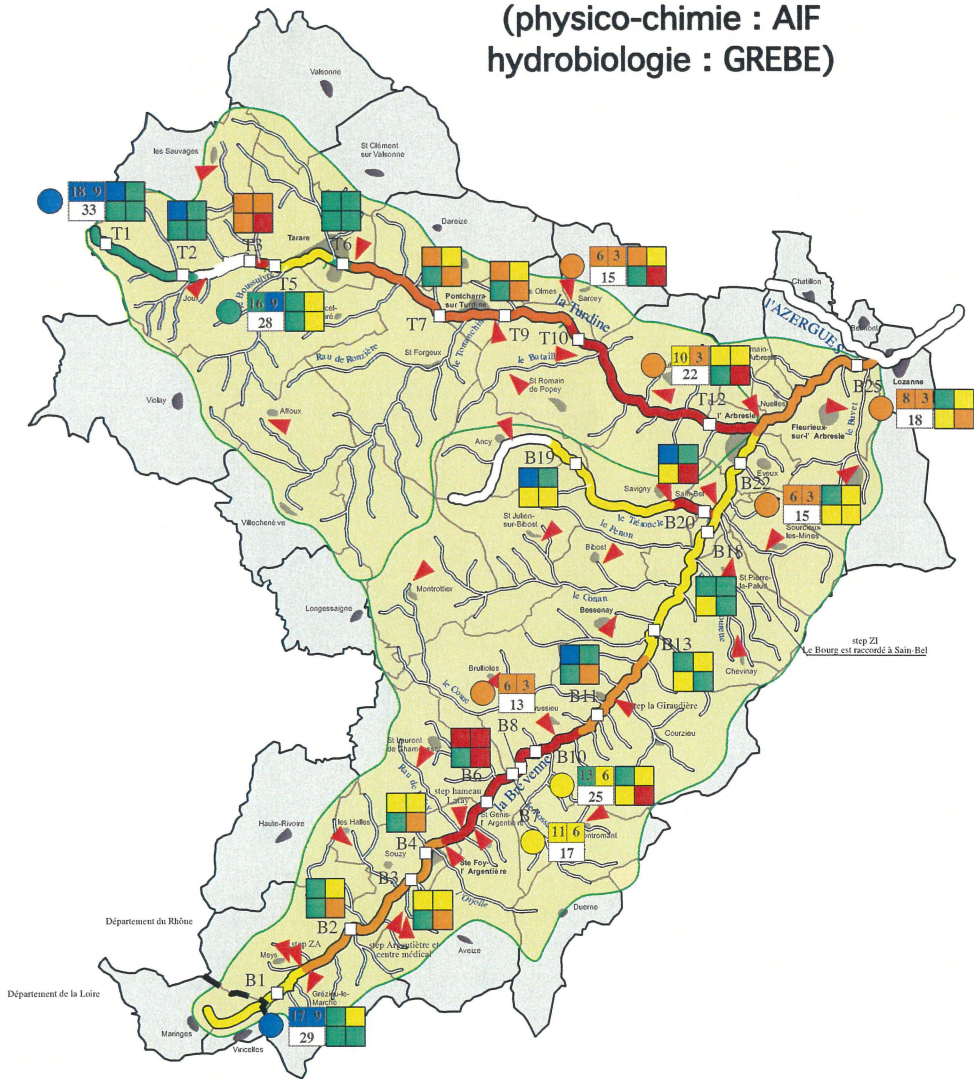 (physico-chimie : AIF
hydrobiologie : GREBE)
Valsonne
les Sauvages
St Clément
sur Valsonne
18 9
33
T1
T2
T3
Tarare
T6
Dareizé
T5
16 9
28
Pontcharra
sur Turdine
T7
T9
T10
Sarcey
la Turdine
6 3
15
Chatillon
l'AZERGUES
Belmont
Lozanne
B25
8 3
18
Rau de Ronzière
St Forgeux
St Romain
de Popey
10 3
22
Nuelles
T12
l' Arbresle
Fleurieux
sur-l' Arbresle
le Buvet
Violay
Affoux
Ancy
B19
B22
Eveux
Savigny
Sain-Bel
B20
le Trésoncle
6 3
15
Villechenève
St Julien
sur-Bibost
le Penon
B18
Sourcieux
les-Mines
Bibost
St Pierre-
la-Palud
Montrottier
le Conan
Longessaigne
Bessenay
B13
Chevinay
step ZI
Le Bourg est raccordé à Sain-Bel
Brullioles
6 3
13
B11
step la Giraudière
B8
B10
Courzieu
B6
la Brévenne
step hameau
13 6
25
St Genis-
l'Argentière
11 6
17
Haute-Rivoire
les Halles
Souzy
B4
Ste Foy-
l'Argentière
B3
Orjolle
Duerne
Département du Rhône
B2
step Argentière et
centre médical
Aveize
Meys
step ZA
B1
Grézieu-le-
Marché
Département de la Loire
17 9
29
Maringes
Viricelles